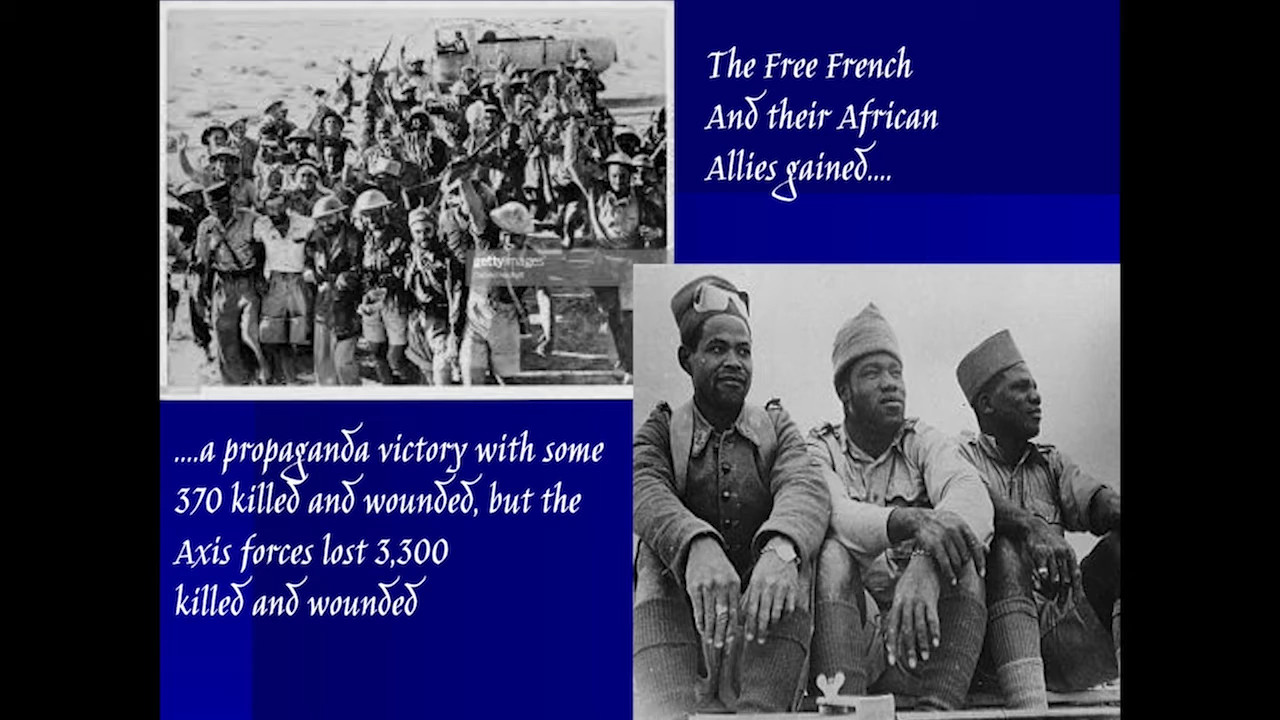 The Free French
And their African
Allies gained....
gettyimages
....a propaganda victory with some
370 killed and wounded, but the
Axis forces lost 3,300
killed and wounded